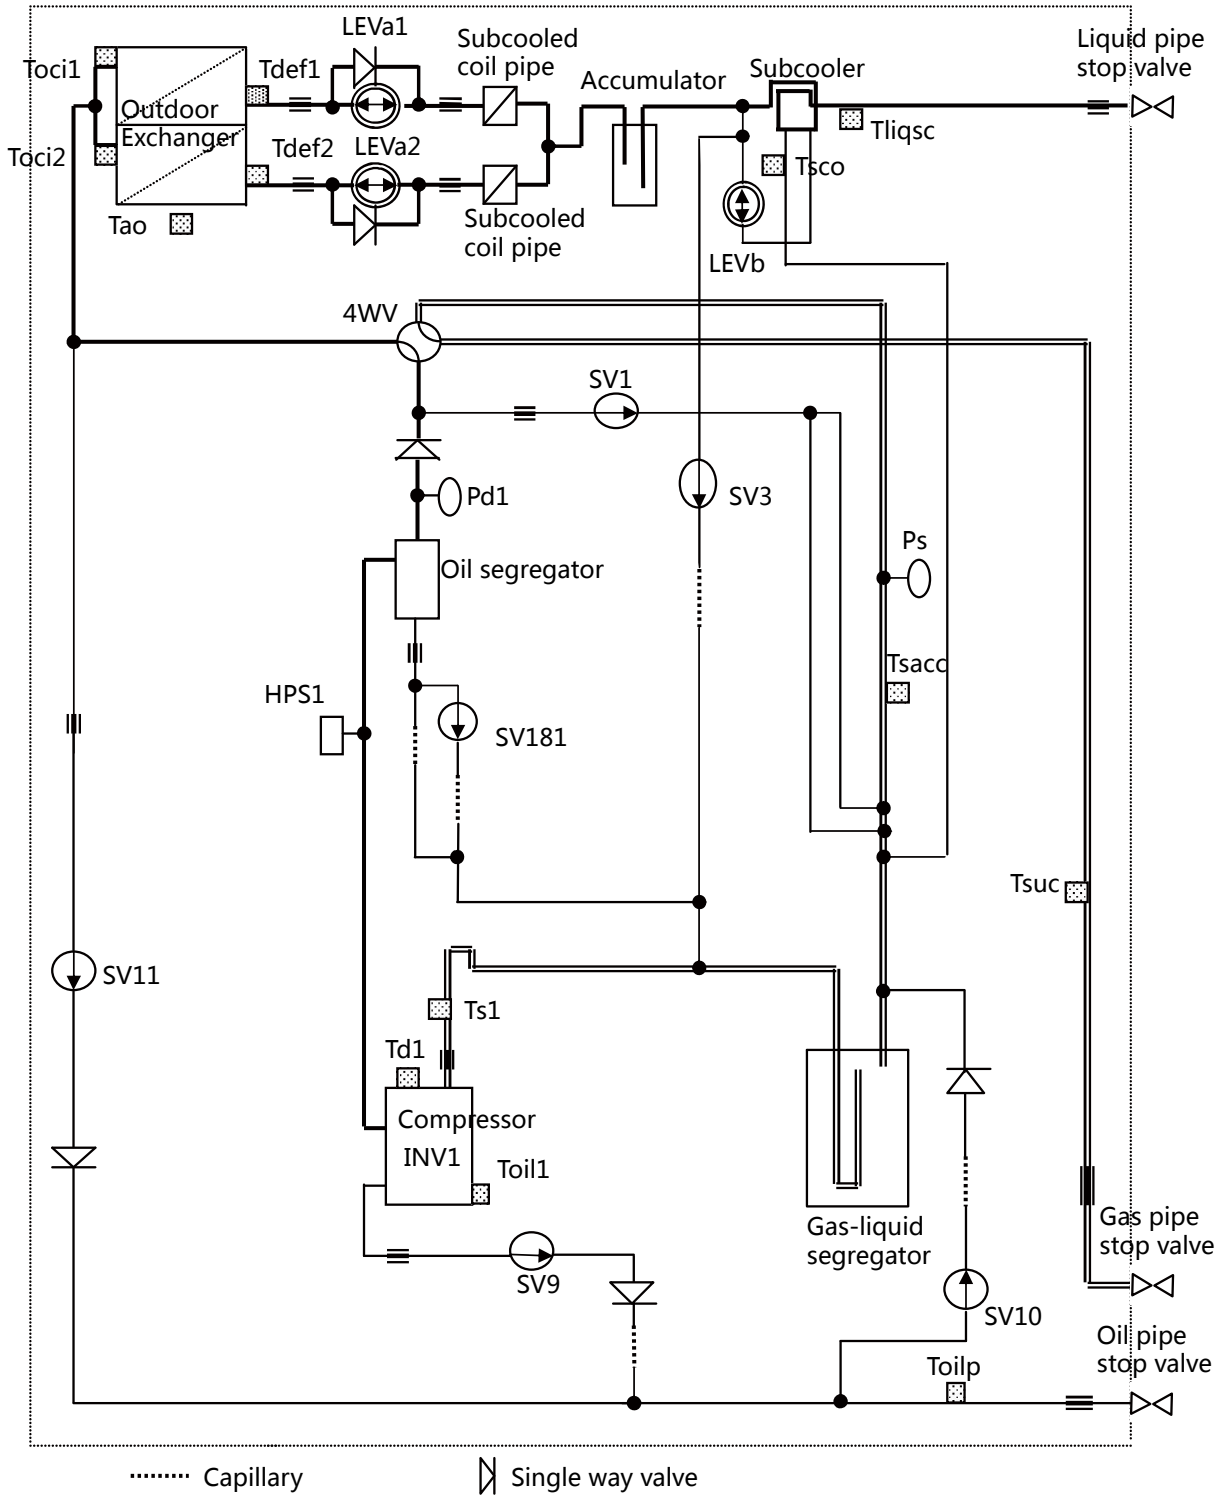 LEVa1
Subcooled
coil pipe
Liquid pipe
stop valve
Toci1
Tdef1
Accumulator
Subcooler
Outdoor
Exchanger
Tliqsc
Toci2
Tdef2
LEVa2
Tsco
Tao
Subcooled
coil pipe
LEVb
4WV
SV1
Pd1
SV3
Ps
Oil segregator
Tsacc
HPS1
SV181
Tsuc
SV11
Ts1
Td1
Compressor
INV1
Toil1
Gas-liquid
segregator
Gas pipe
stop valve
SV9
SV10
Oil pipe
stop valve
Toilp
Capillary
Single way valve